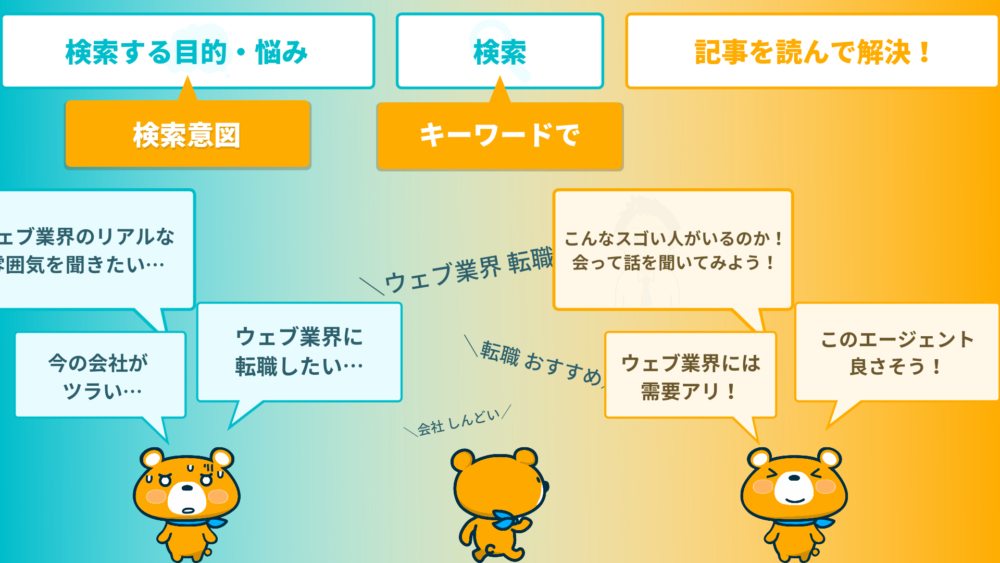 検索する目的・悩み
検索
記事を読んで解決！
検索意図
キーワードで
ェブ業界のリアルな
囲気を聞きたい…
ウェブ業界に
転職したい…
今の会社が
ツラい…
＼ウェブ業界 転職
＼転職 おすすめ
＼会社 しんどい／
こんなスゴい人がいるのか！
会って話を聞いてみよう！
このエージェント
良さそう！
ウェブ業界には
需要アリ！